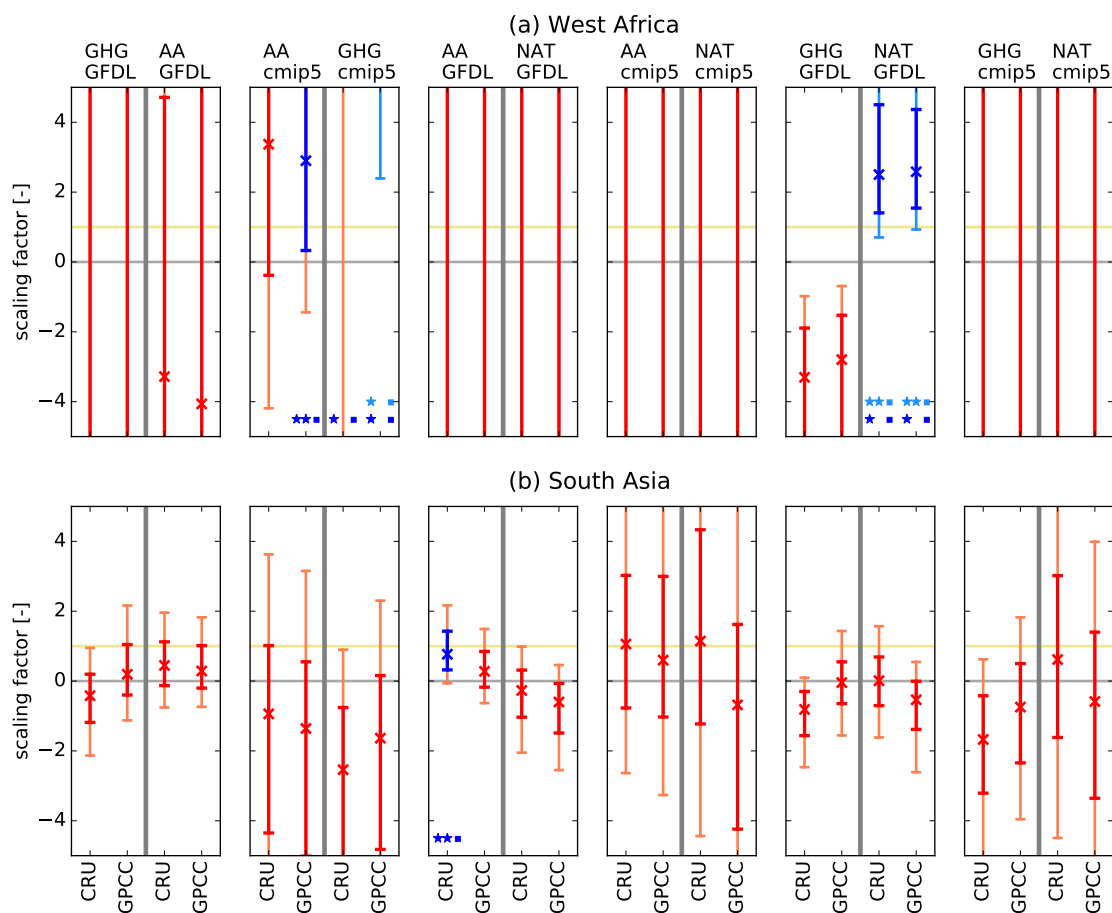 (a) West Africa
GHG AA AA GHG AA NAT AA NAT GHG NAT GHG NAT
GFDL GFDL cmip5 cmip5 GFDL GFDL cmip5 cmip5 GFDL GFDL cmip5 cmip5
4
2
0
−2
−4
scaling factor [-]
(b) South Asia
4
2
0
−2
−4
scaling factor [-]
CRU GPCC CRU GPCC CRU GPCC CRU GPCC CRU GPCC CRU GPCC CRU GPCC CRU GPCC CRU GPCC CRU GPCC CRU GPCC CRU GPCC